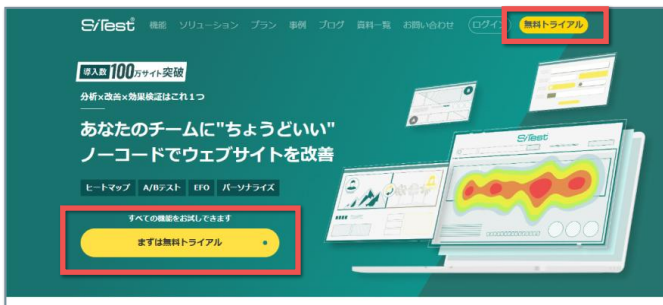 SiTest 機能 ソリューション プラン 事例 ブログ 資料一覧 お問い合わせ ログイン 無料トライアル
導入数 100万サイト突破
分析×改善×効果検証はこれ1つ
あなたのチームに"ちょうどいい"
ノーコードでウェブサイトを改善
ヒートマップ A/Bテスト EFO パーソナライズ
すべての機能をお試しできます
まずは無料トライアル
SiTest